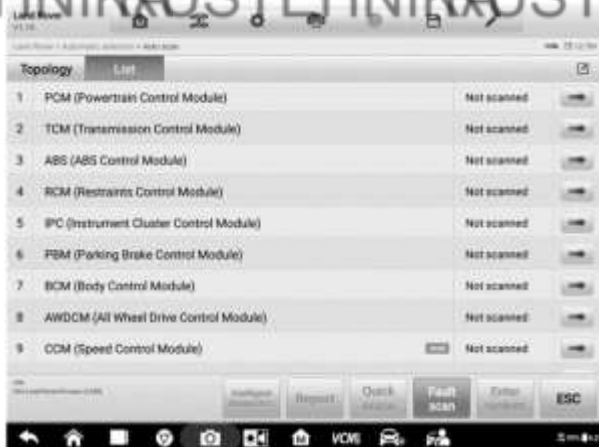 Land Rover
Topology
List
1 PCM (Powertrain Control Module) Not scanned
2 TCM (Transmission Control Module) Not scanned
3 ABS (ABS Control Module) Not scanned
4 RCM (Restraints Control Module) Not scanned
5 IPC (Instrument Cluster Control Module) Not scanned
6 PBM (Parking Brake Control Module) Not scanned
7 BCM (Body Control Module) Not scanned
8 AWDCM (All Wheel Drive Control Module) Not scanned
9 CCM (Speed Control Module) Not scanned
Report
Fault scan
ESC
VCMI